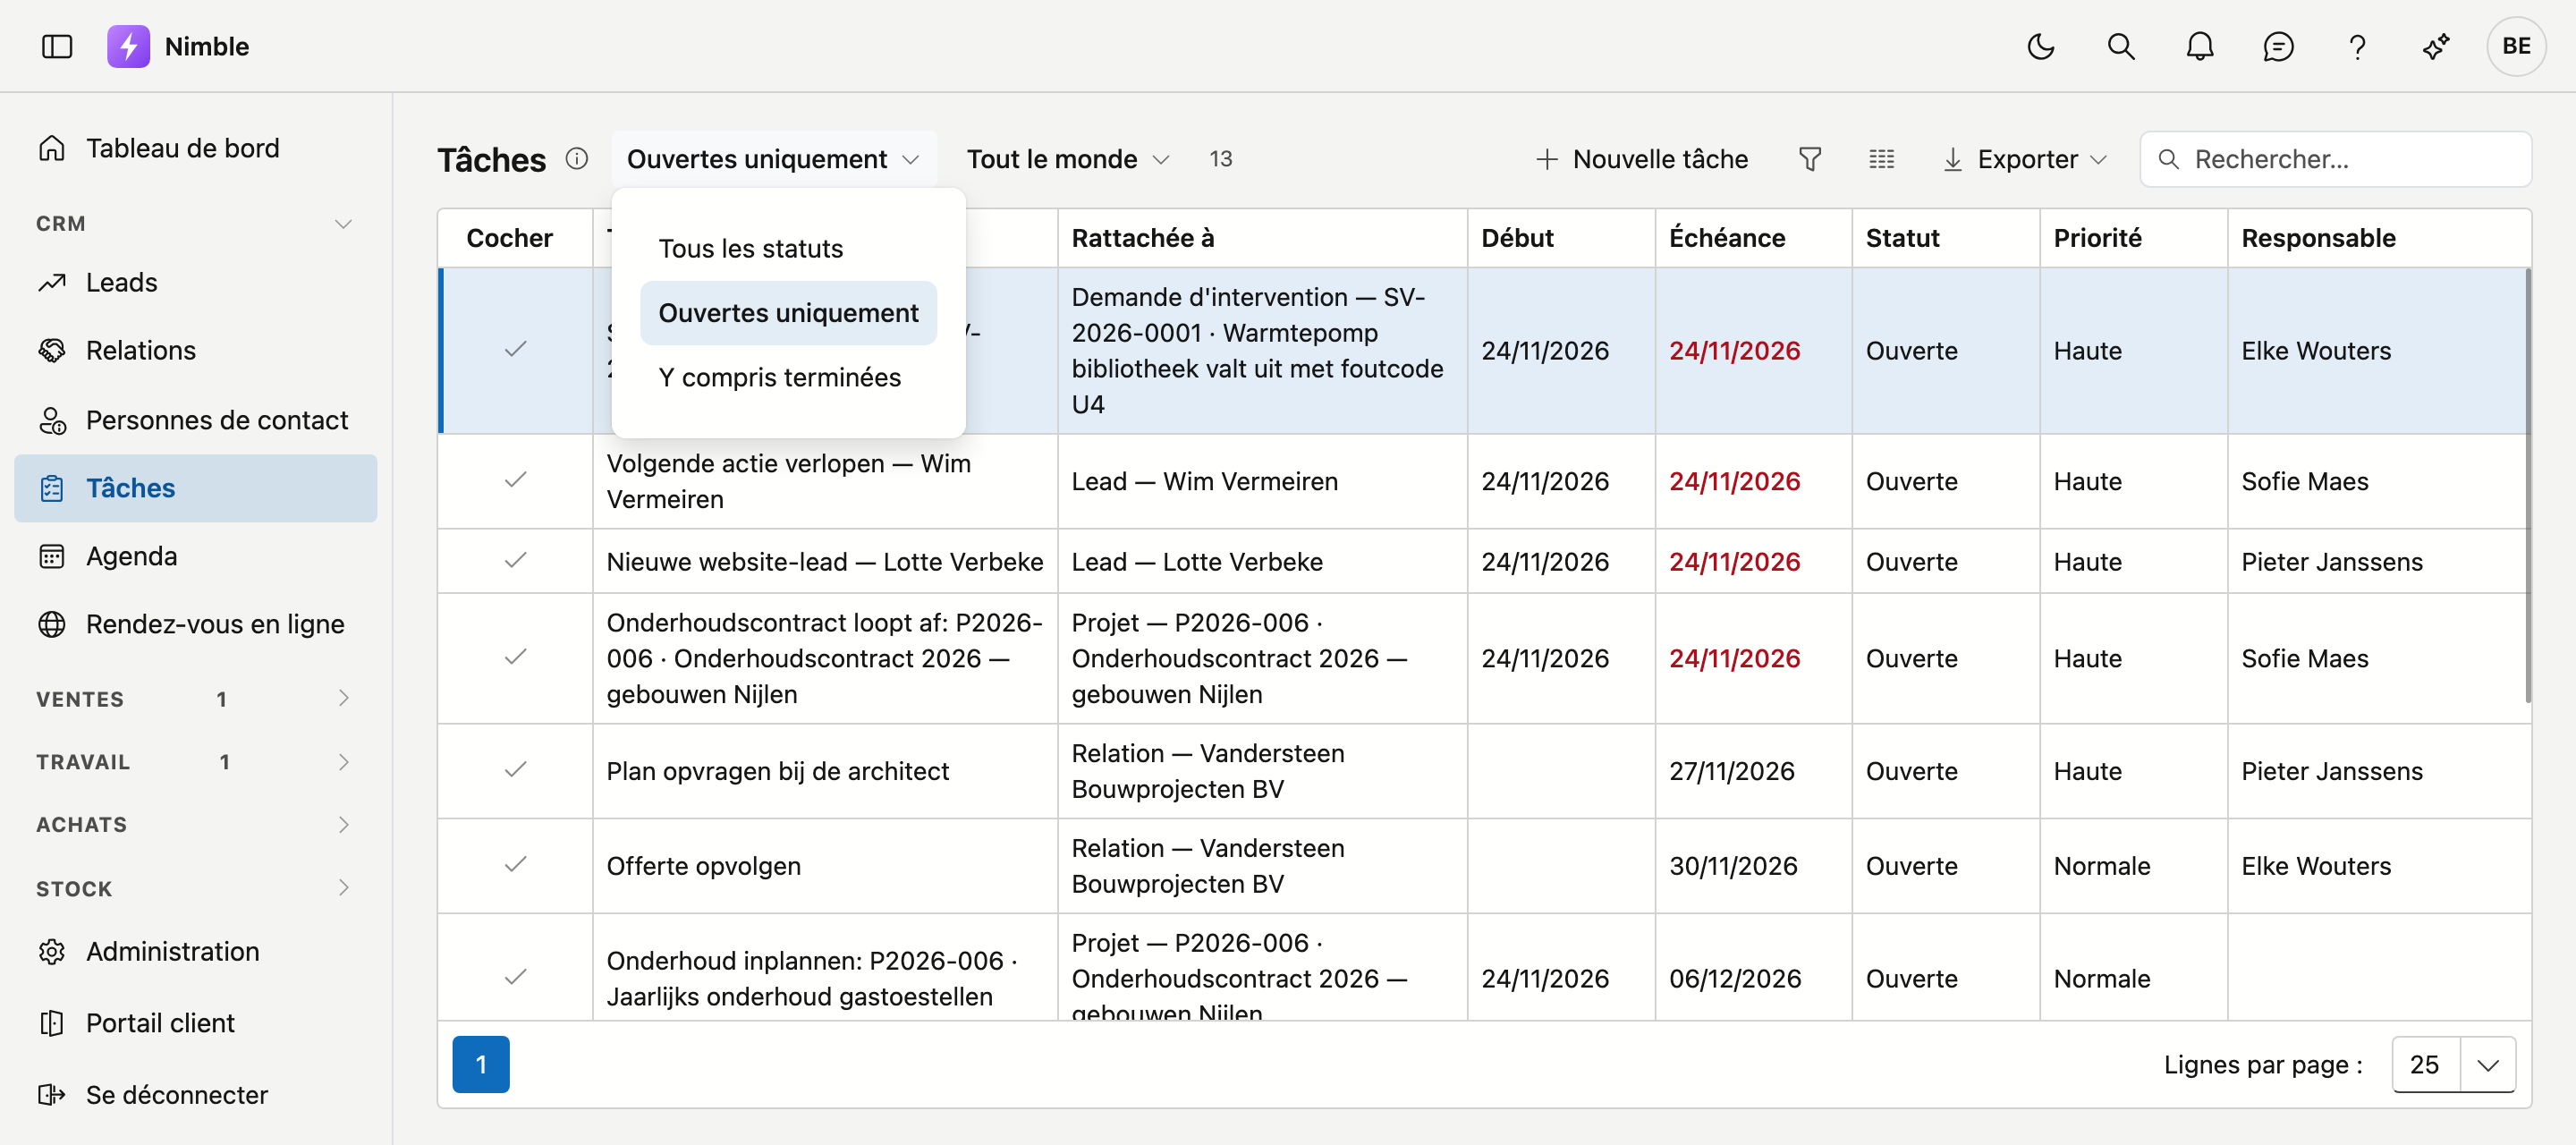 Nimble
BE
Tableau de bord
CRM
Leads
Relations
Personnes de contact
Tâches
Agenda
Rendez-vous en ligne
VENTES 1
TRAVAIL 1
ACHATS
STOCK
Administration
Portail client
Se déconnecter
Tâches Ouvertes uniquement Tout le monde 13 Nouvelle tâche Exporter Rechercher...
Tous les statuts
Ouvertes uniquement
Y compris terminées
Cocher Rattachée à Début Échéance Statut Priorité Responsable
Demande d'intervention — SV-
2026-0001 · Warmtepomp
bibliotheek valt uit met foutcode
U4
24/11/2026 24/11/2026 Ouverte Haute Elke Wouters
Volgende actie verlopen — Wim
Vermeiren
Lead — Wim Vermeiren 24/11/2026 24/11/2026 Ouverte Haute Sofie Maes
Nieuwe website-lead — Lotte Verbeke Lead — Lotte Verbeke 24/11/2026 24/11/2026 Ouverte Haute Pieter Janssens
Onderhoudscontract loopt af: P2026-
006 · Onderhoudscontract 2026 —
gebouwen Nijlen
Projet — P2026-006 ·
Onderhoudscontract 2026 —
gebouwen Nijlen
24/11/2026 24/11/2026 Ouverte Haute Sofie Maes
Plan opvragen bij de architect
Relation — Vandersteen
Bouwprojecten BV
27/11/2026 Ouverte Haute Pieter Janssens
Offerte opvolgen
Relation — Vandersteen
Bouwprojecten BV
30/11/2026 Ouverte Normale Elke Wouters
Onderhoud inplannen: P2026-006 ·
Jaarlijks onderhoud gastoestellen
Projet — P2026-006 ·
Onderhoudscontract 2026 —
gebouwen Nijlen
24/11/2026 06/12/2026 Ouverte Normale
1
Lignes par page : 25